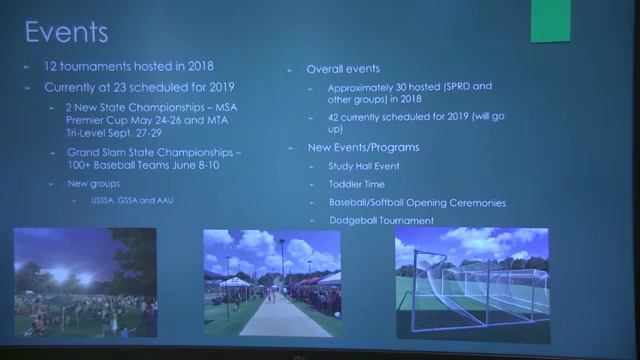 Events
12 tournaments hosted in 2018
Currently at 23 scheduled for 2019
2 New State Championships – MSA
Premier Cup May 24-26 and MTA
Tri-Level Sept. 27-29
Grand Slam State Championships –
100+ Baseball Teams June 8-10
New groups
USSSA, GSSA and AAU
Overall events
Approximately 30 hosted (SPRD and
other groups) in 2018
42 currently scheduled for 2019 (will go
up)
New Events/Programs
Study Hall Event
Toddler Time
Baseball/Softball Opening Ceremonies
Dodgeball Tournament